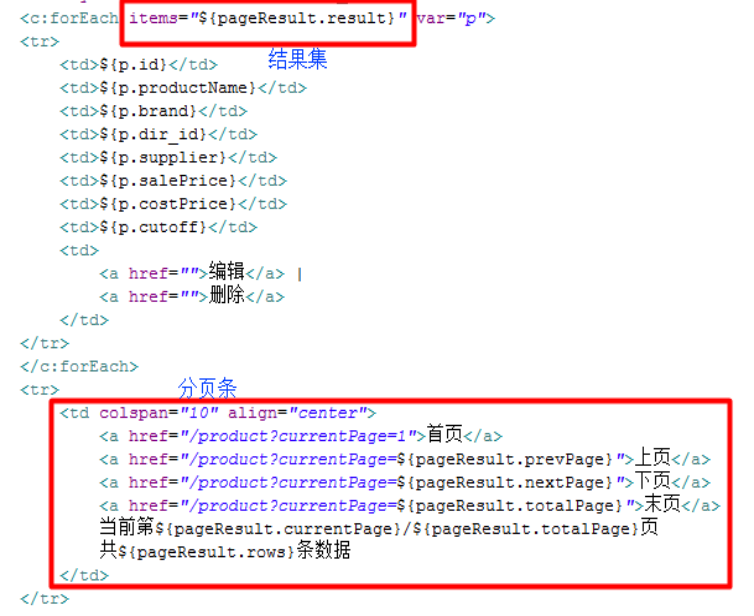 <c:forEach items="${pageResult.result}" var="p">
<tr>
结果集
<td>${p.id}</td>
<td>${p.productName}</td>
<td>${p.brand}</td>
<td>${p.dir_id}</td>
<td>${p.supplier}</td>
<td>${p.salePrice}</td>
<td>${p.costPrice}</td>
<td>${p.cutoff}</td>
<td>
<a href="">编辑</a> |
<a href="">删除</a>
</td>
</tr>
</c:forEach>
<tr>
分页条
<td colspan="10" align="center">
<a href="/product?currentPage=1">首页</a>
<a href="/product?currentPage=${pageResult.prevPage}">上页</a>
<a href="/product?currentPage=${pageResult.nextPage}">下页</a>
<a href="/product?currentPage=${pageResult.totalPage}">末页</a>
当前第${pageResult.currentPage}/${pageResult.totalPage}页
共${pageResult.rows}条数据
</td>
</tr>